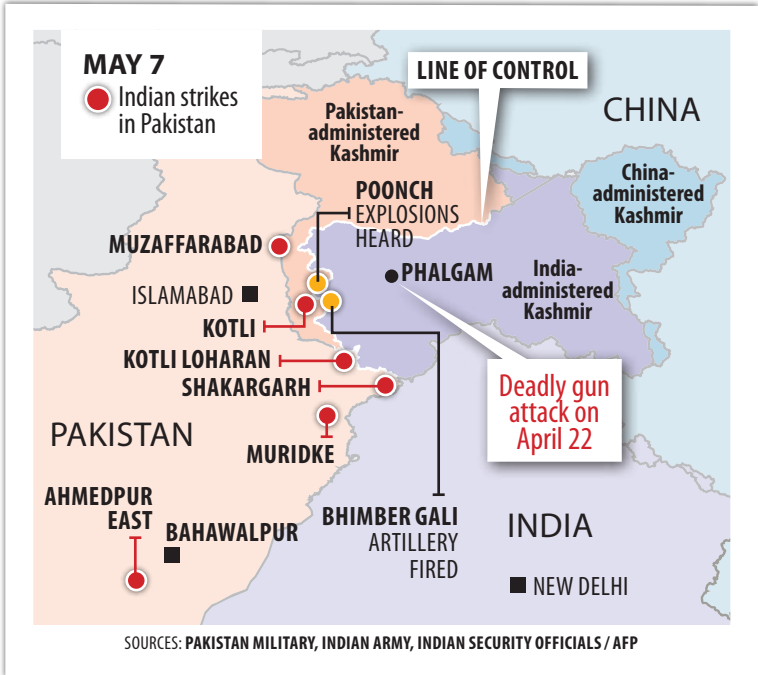 MAY 7
Indian strikes
in Pakistan
LINE OF CONTROL
CHINA
Pakistan-
administered
Kashmir
China-
administered
Kashmir
POONCH
EXPLOSIONS
HEARD
MUZAFFARABAD
PHALGAM
India-
administered
Kashmir
ISLAMABAD
KOTLI
KOTLI LOHARAN
SHAKARGARH
Deadly gun
attack on
April 22
PAKISTAN
MURIDKE
AHMEDPUR
EAST
BAHAWALPUR
BHIMBER GALI
ARTILLERY
FIRED
INDIA
NEW DELHI
SOURCES: PAKISTAN MILITARY, INDIAN ARMY, INDIAN SECURITY OFFICIALS / AFP